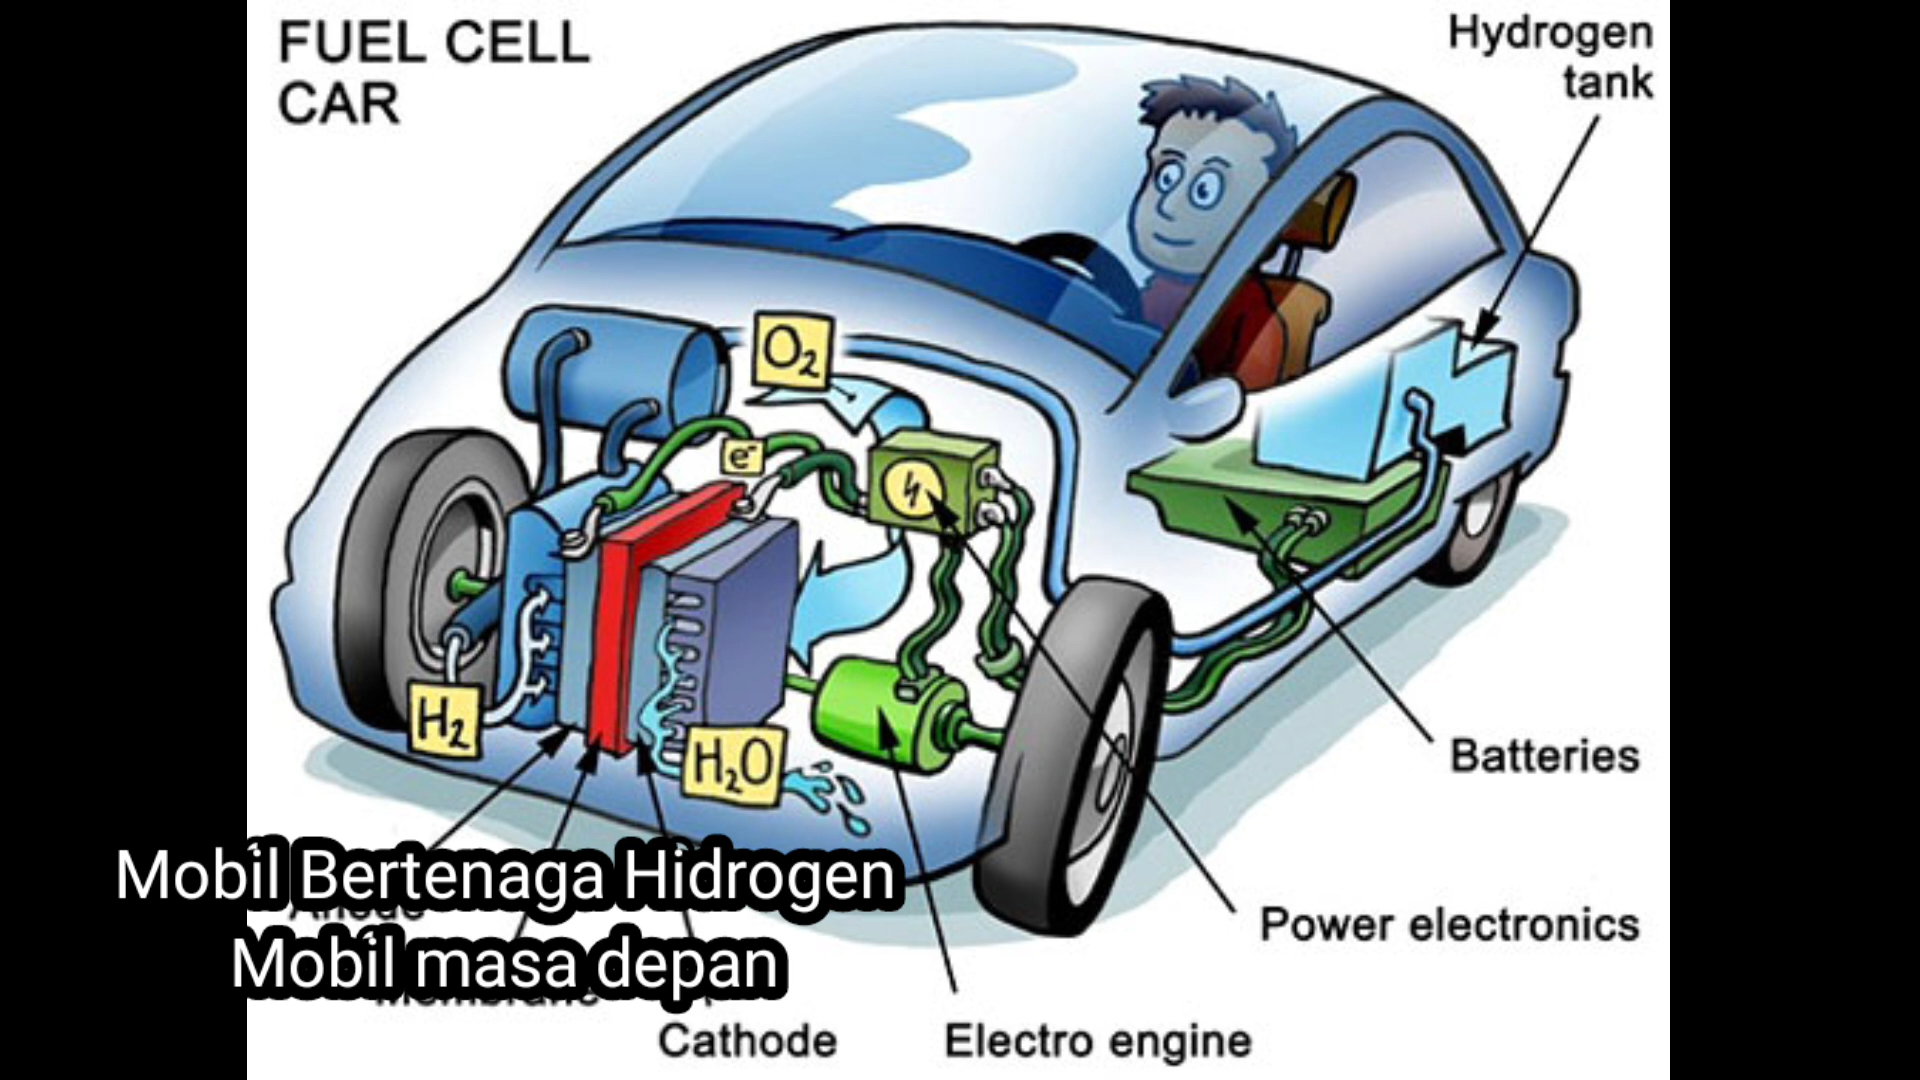 FUEL CELL
CAR
Hydrogen
tank
O2
e-
H2
H2O
Batteries
Mobil Bertenaga Hidrogen
Mobil masa depan
Power electronics
Cathode
Electro engine